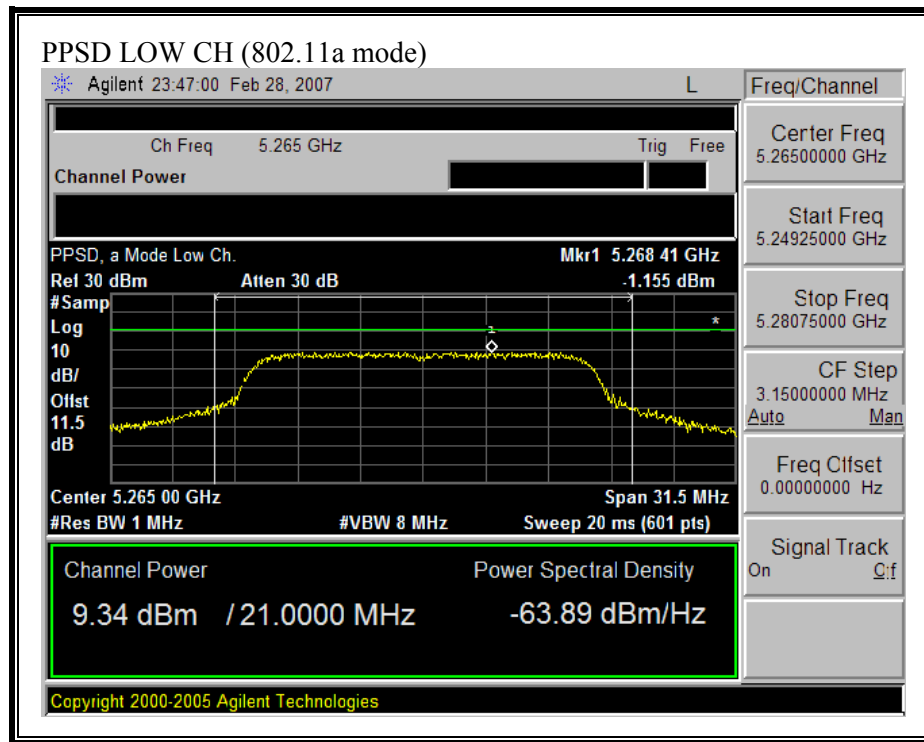 PPSD LOW CH (802.11a mode)
Agilent 23:47:00 Feb 28, 2007 L
Freq/Channel
Ch Freq 5.265 GHz Trig Free
Channel Power
Center Freq
5.26500000 GHz
Start Freq
5.24925000 GHz
Stop Freq
5.28075000 GHz
CF Step
3.15000000 MHz
Auto Man
Freq Offset
0.00000000 Hz
Signal Track
On Off
PPSD, a Mode Low Ch. Mkr1 5.268 41 GHz
Ref 30 dBm Atten 30 dB -1.155 dBm
#Samp
Log
10
dB/
Offst
11.5
dB
1
*
Center 5.265 00 GHz Span 31.5 MHz
#Res BW 1 MHz #VBW 8 MHz Sweep 20 ms (601 pts)
Channel Power Power Spectral Density
9.34 dBm / 21.0000 MHz -63.89 dBm/Hz
Copyright 2000-2005 Agilent Technologies